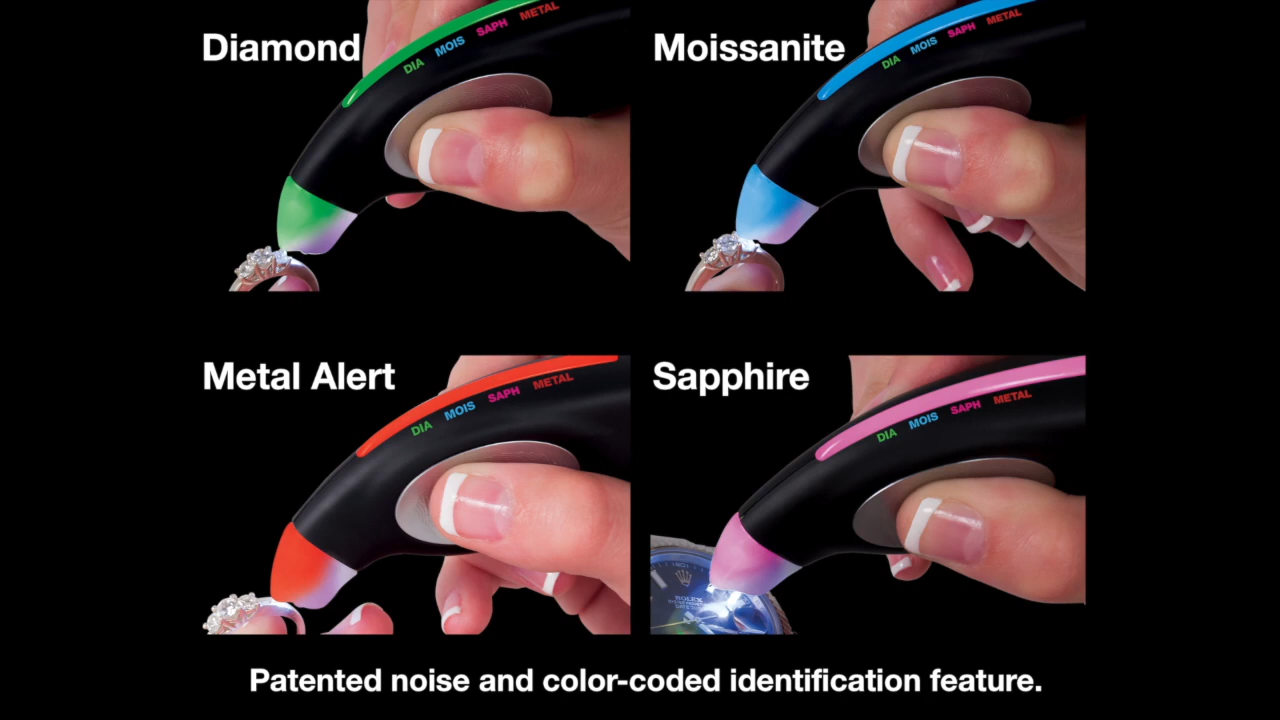 Diamond
DIA MOIS SAPH METAL
Moissanite
DIA MOIS SAPH METAL
Metal Alert
DIA MOIS SAPH METAL
Sapphire
DIA MOIS SAPH METAL
ROLEX
Patented noise and color-coded identification feature.